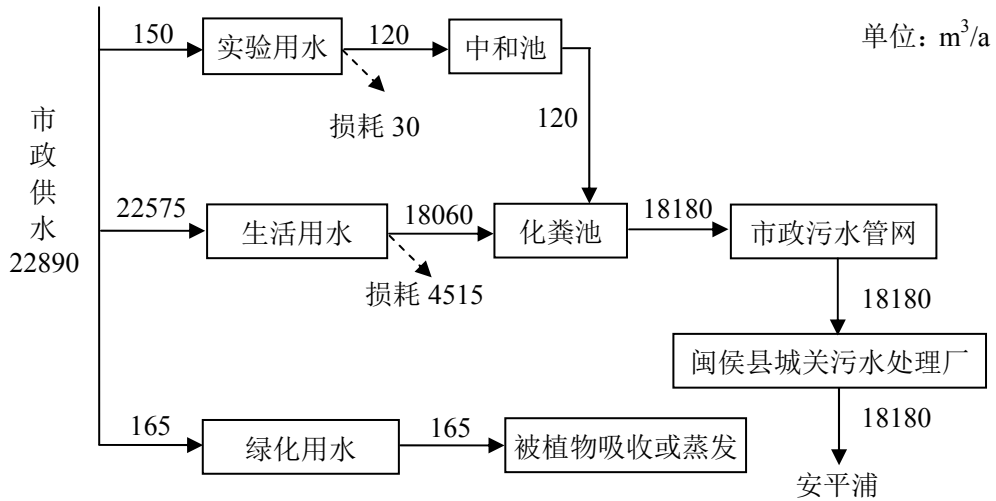 150
实验用水
120
中和池
单位：m³/a
损耗 30
120
市政供水
22890
22575
生活用水
18060
化粪池
18180
市政污水管网
损耗 4515
18180
闽侯县城关污水处理厂
18180
165
绿化用水
165
被植物吸收或蒸发
安平浦